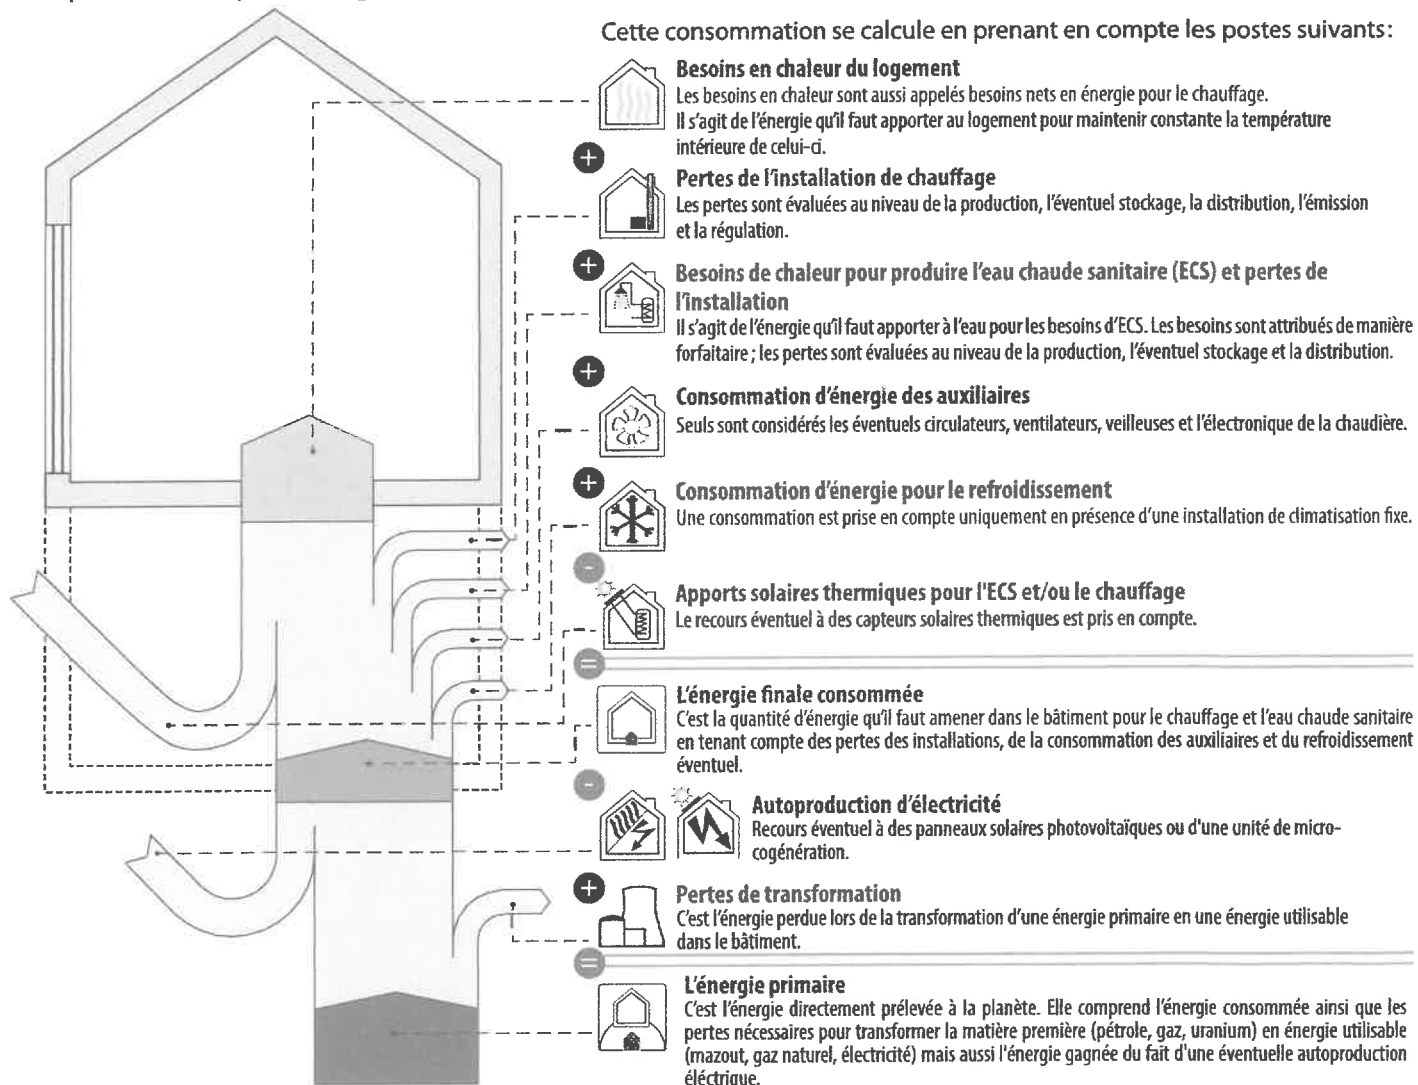 Cette consommation se calcule en prenant en compte les postes suivants:
Besoins en chaleur du logement
Les besoins en chaleur sont aussi appelés besoins nets en énergie pour le chauffage.
Il s'agit de l'énergie qu'il faut apporter au logement pour maintenir constante la température
intérieure de celui-ci.
+
Pertes de l'installation de chauffage
Les pertes sont évaluées au niveau de la production, l'éventuel stockage, la distribution, l'émission
et la régulation.
+
Besoins de chaleur pour produire l'eau chaude sanitaire (ECS) et pertes de
l'installation
Il s'agit de l'énergie qu'il faut apporter à l'eau pour les besoins d'ECS. Les besoins sont attribués de manière
forfaitaire ; les pertes sont évaluées au niveau de la production, l'éventuel stockage et la distribution.
+
Consommation d'énergie des auxiliaires
Seuls sont considérés les éventuels circulateurs, ventilateurs, veilleuses et l'électronique de la chaudière.
+
Consommation d'énergie pour le refroidissement
Une consommation est prise en compte uniquement en présence d'une installation de climatisation fixe.
-
Apports solaires thermiques pour l'ECS et/ou le chauffage
Le recours éventuel à des capteurs solaires thermiques est pris en compte.
=
L'énergie finale consommée
C'est la quantité d'énergie qu'il faut amener dans le bâtiment pour le chauffage et l'eau chaude sanitaire
en tenant compte des pertes des installations, de la consommation des auxiliaires et du refroidissement
éventuel.
-
Autoproduction d'électricité
Recours éventuel à des panneaux solaires photovoltaïques ou d'une unité de micro-
cogénération.
+
Pertes de transformation
C'est l'énergie perdue lors de la transformation d'une énergie primaire en une énergie utilisable
dans le bâtiment.
=
L'énergie primaire
C'est l'énergie directement prélevée à la planète. Elle comprend l'énergie consommée ainsi que les
pertes nécessaires pour transformer la matière première (pétrole, gaz, uranium) en énergie utilisable
(mazout, gaz naturel, électricité) mais aussi l'énergie gagnée du fait d'une éventuelle autoproduction
éléctrique.